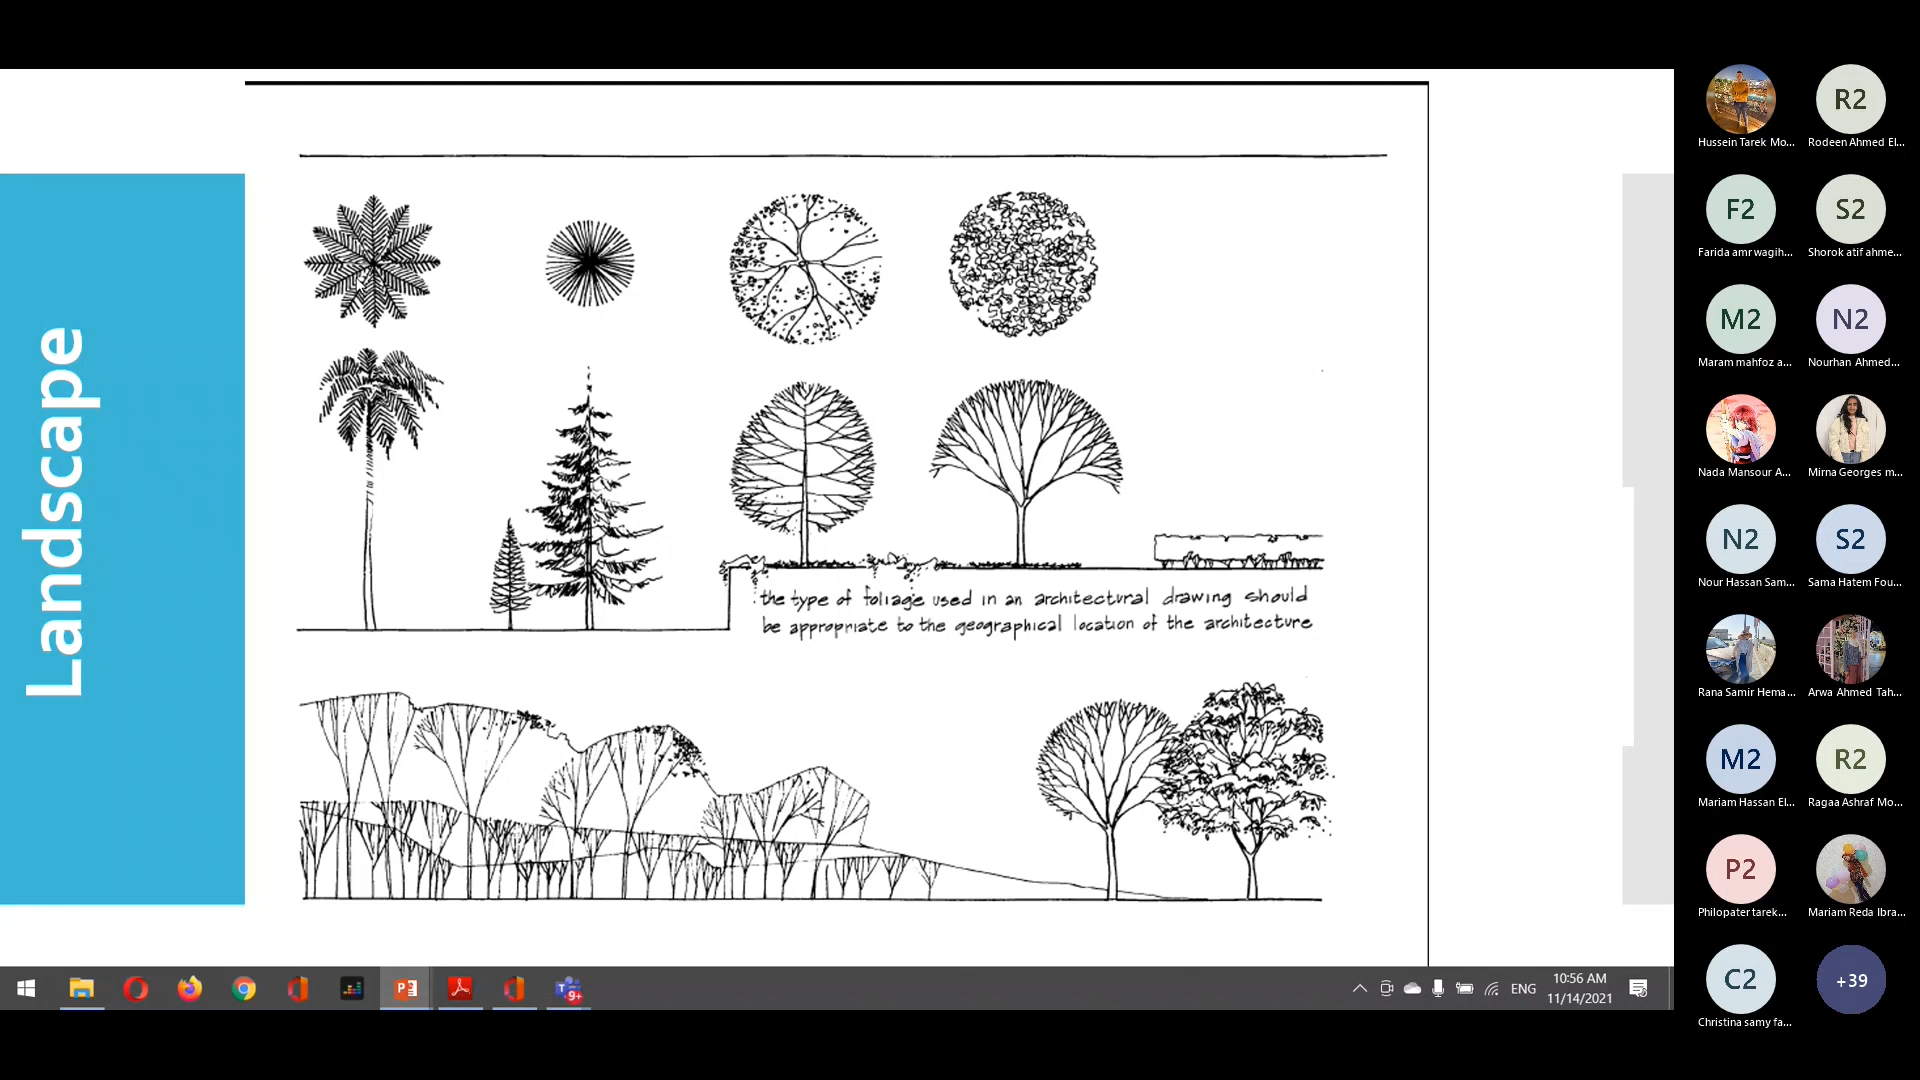 Landscape
the type of foliage used in an architectural drawing should
be appropriate to the geographical location of the architecture
R2
Hussein Tarek Mo...
Rodeen Ahmed El...
F2
S2
Farida amr wagih...
Shorok atif ahme...
M2
N2
Maram mahfoz a...
Nourhan Ahmed...
Nada Mansour A...
Mirna Georges m...
N2
S2
Nour Hassan Sam...
Sama Hatem Fou...
Rana Samir Hema...
Arwa Ahmed Tah...
M2
R2
Mariam Hassan El...
Ragaa Ashraf Mo...
P2
Philopater tarek...
Mariam Reda Ibra...
C2
+39
Christina samy fa...
9+
ENG
10:56 AM
11/14/2021